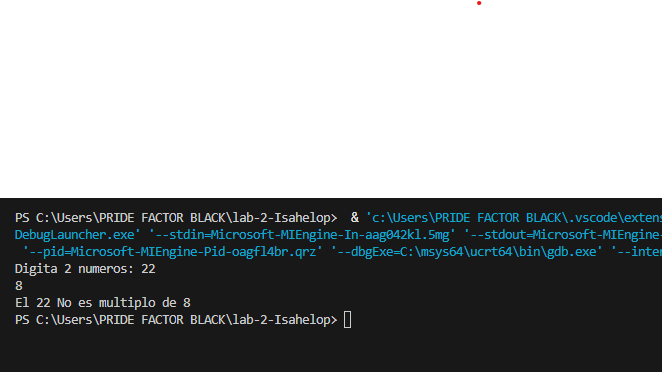 PS C:\Users\PRIDE FACTOR BLACK\lab-2-Isahelop>  & 'c:\Users\PRIDE FACTOR BLACK\.vscode\extens
DebugLauncher.exe' '--stdin=Microsoft-MIEngine-In-aag042kl.5mg' '--stdout=Microsoft-MIEngine-
'--pid=Microsoft-MIEngine-Pid-oagfl4br.qrz' '--dbgExe=C:\msys64\ucrt64\bin\gdb.exe' '--inter
Digita 2 numeros: 22
8
El 22 No es multiplo de 8
PS C:\Users\PRIDE FACTOR BLACK\lab-2-Isahelop>